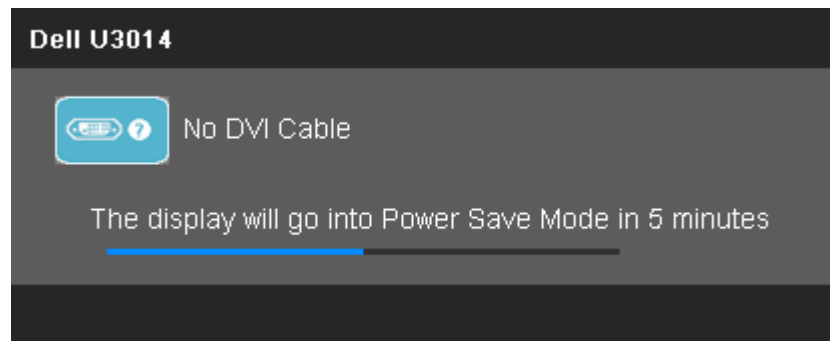 Dell U3014
No DVI Cable
The display will go into Power Save Mode in 5 minutes